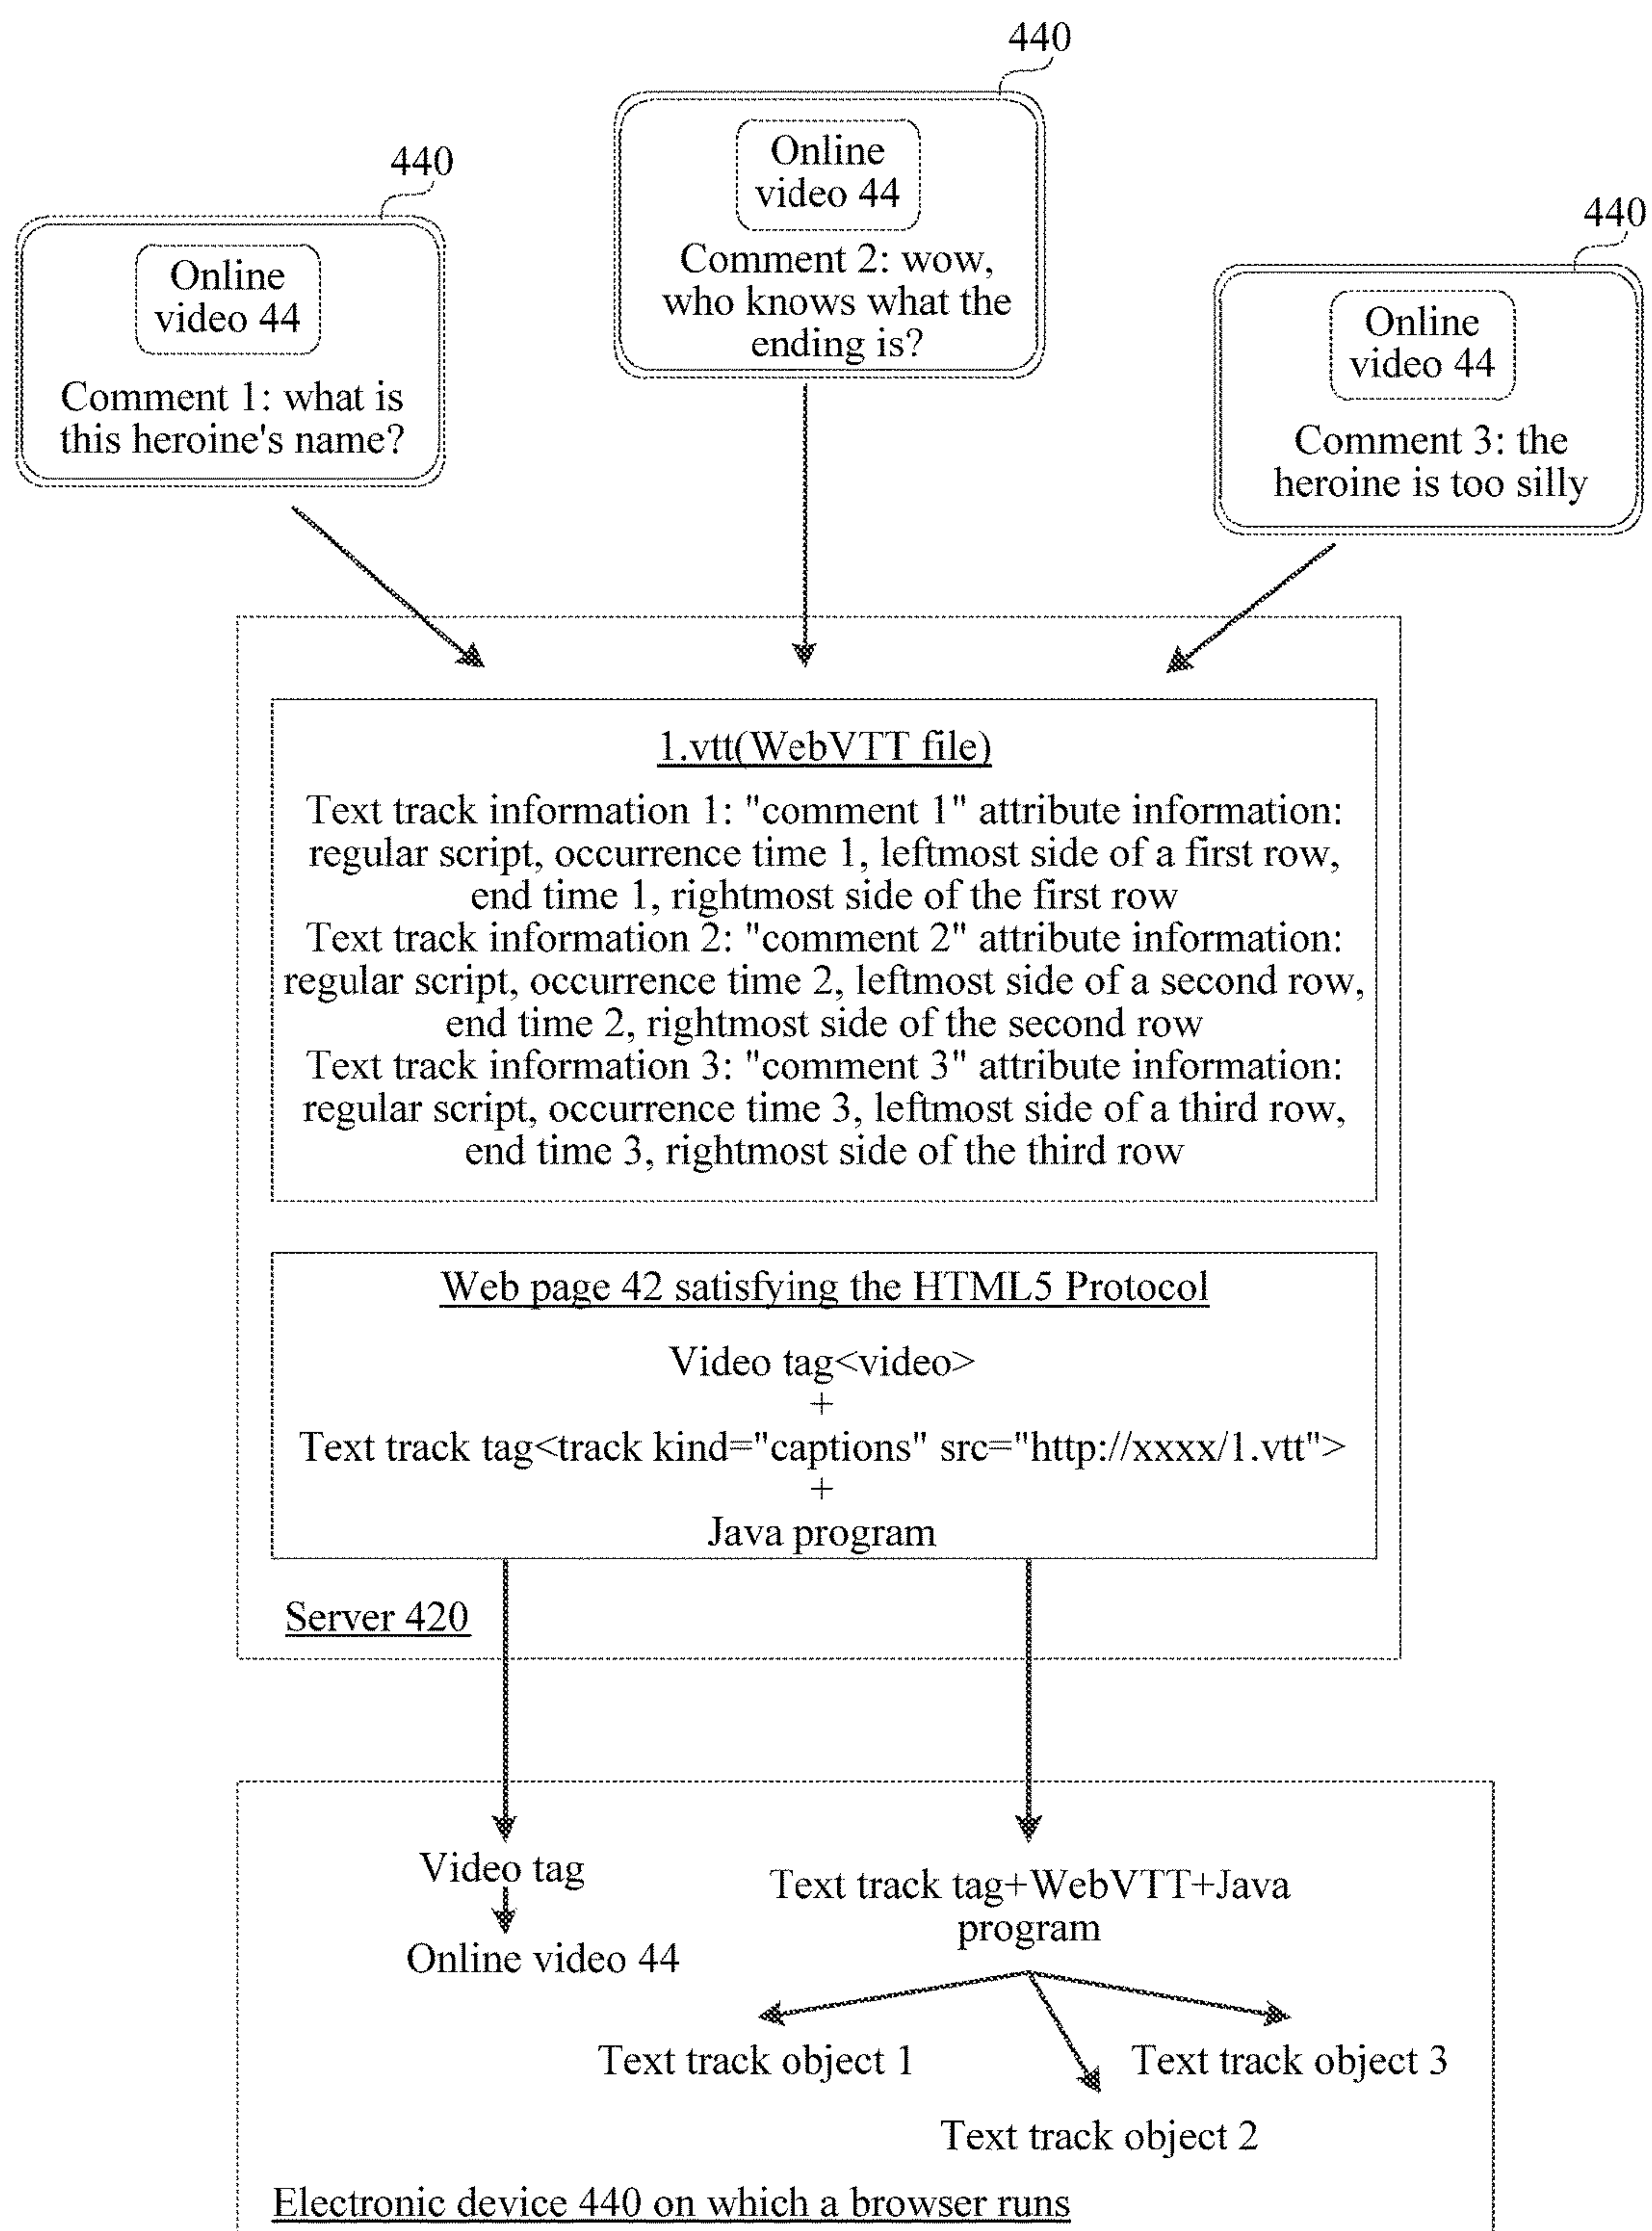 440
440
440
Online
video 44
Comment 1: what is
this heroine's name?
Online
video 44
Comment 2: wow,
who knows what the
ending is?
Online
video 44
Comment 3: the
heroine is too silly
1.vtt(WebVTT file)
Text track information 1: "comment 1" attribute information:
regular script, occurrence time 1, leftmost side of a first row,
end time 1, rightmost side of the first row
Text track information 2: "comment 2" attribute information:
regular script, occurrence time 2, leftmost side of a second row,
end time 2, rightmost side of the second row
Text track information 3: "comment 3" attribute information:
regular script, occurrence time 3, leftmost side of a third row,
end time 3, rightmost side of the third row
Web page 42 satisfying the HTML5 Protocol
Video tag<video>
+
Text track tag<track kind="captions" src="http://xxxx/1.vtt">
+
Java program
Server 420
Video tag
Online video 44
Text track tag+WebVTT+Java
program
Text track object 1
Text track object 3
Text track object 2
Electronic device 440 on which a browser runs